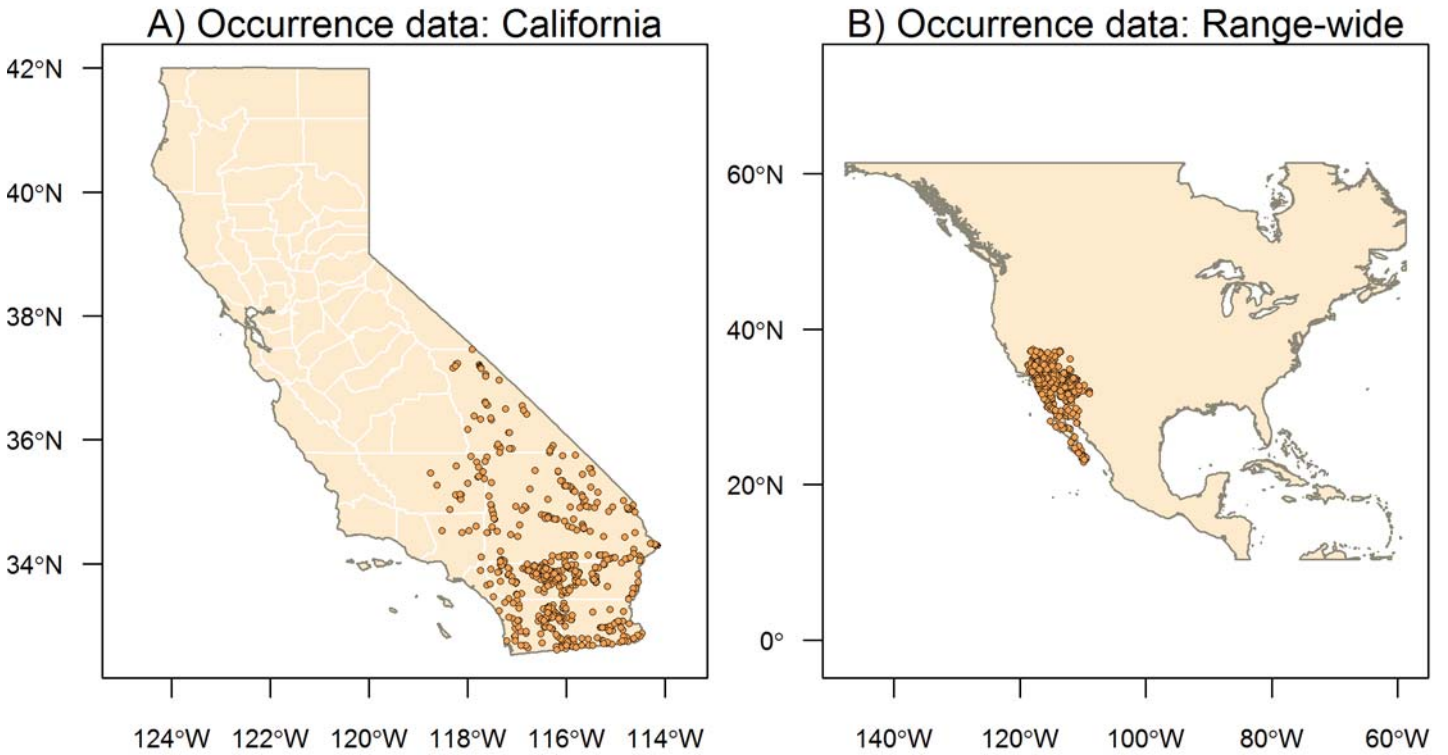 A) Occurrence data: California
42°N
40°N
38°N
36°N
34°N
124°W 122°W 120°W 118°W 116°W 114°W
B) Occurrence data: Range-wide
60°N
40°N
20°N
0°
140°W 120°W 100°W 80°W 60°W